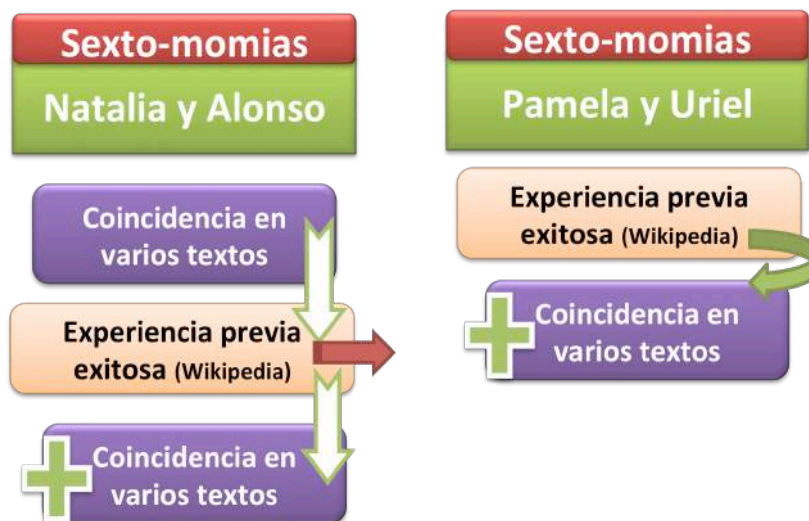 Sexto-momias
Natalia y Alonso
Coincidencia en
varios textos
Experiencia previa
exitosa (Wikipedia)
Coincidencia en
varios textos
Sexto-momias
Pamela y Uriel
Experiencia previa
exitosa (Wikipedia)
Coincidencia en
varios textos